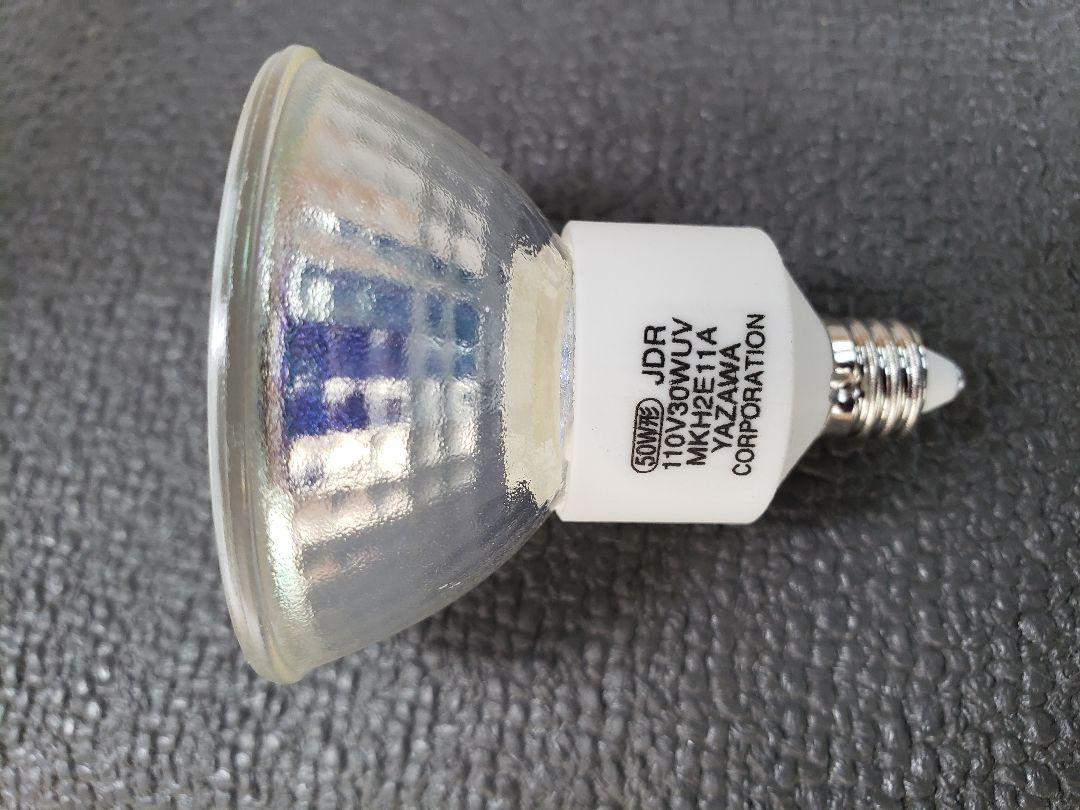 50W形 JDR
110V30WUV
MKH2E11A
YAZAWA
CORPORATION